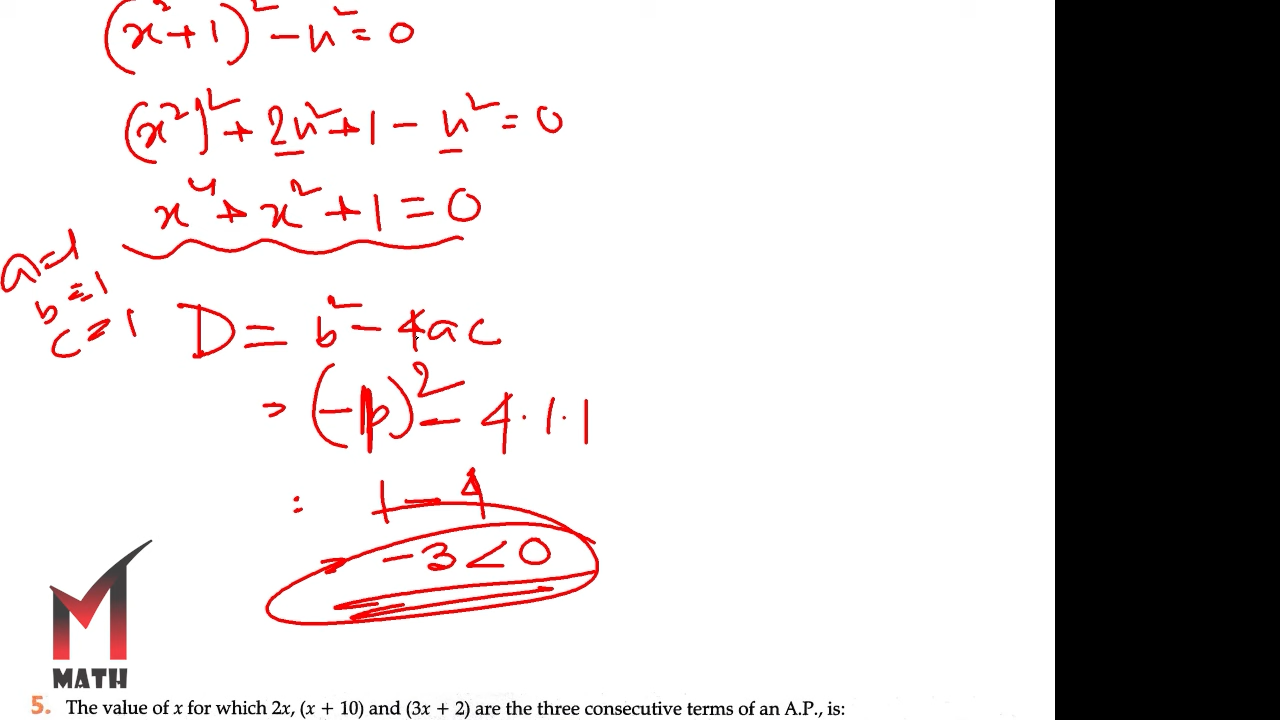 (x²+1)² - x² = 0
(x²)² + 2x² + 1 - x² = 0
x⁴ + x² + 1 = 0
a=1
b=1
c=1
D = b² - 4ac
= (-1)² - 4·1·1
: 1 - 4
= -3 < 0
MATH
5. The value of x for which 2x, (x + 10) and (3x + 2) are the three consecutive terms of an A.P., is: